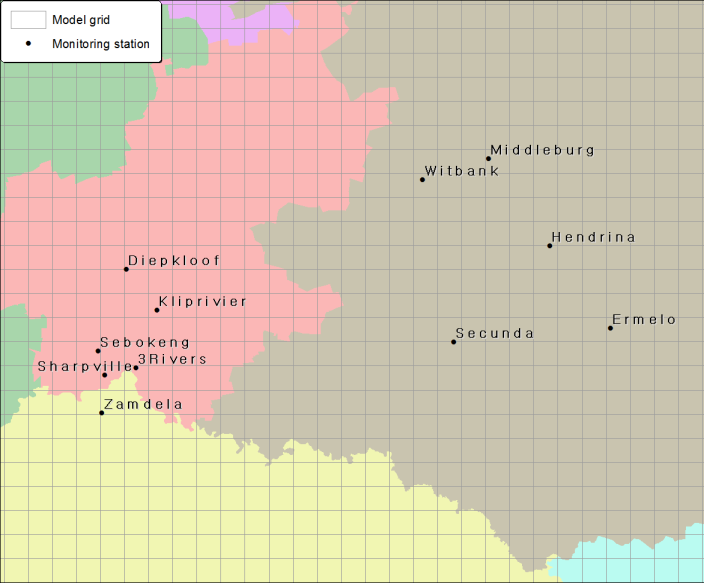 Model grid
Monitoring station
Middleburg
Witbank
Hendrina
Diepkloof
Kliprivier
Ermelo
Secunda
Sebokeng
3Rivers
Sharpville
Zamdela